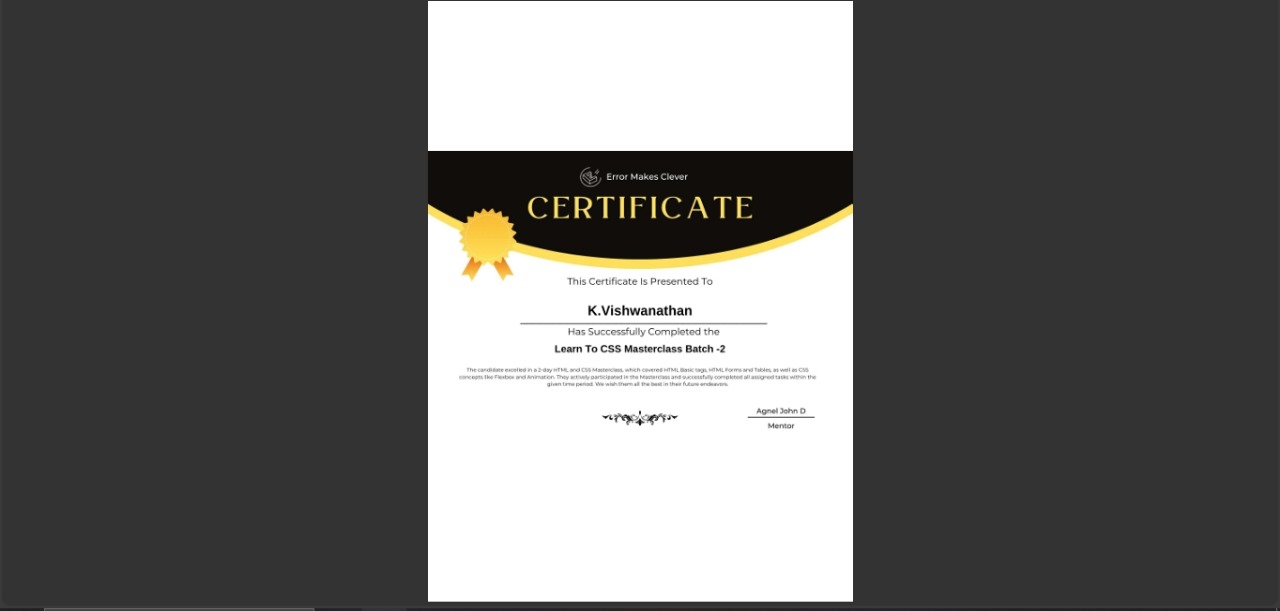 Error Makes Clever
CERTIFICATE
This Certificate Is Presented To
K.Vishwanathan
Has Successfully Completed the
Learn To CSS Masterclass Batch -2
The candidate excelled in a 2-day HTML and CSS Masterclass, which covered HTML Basic tags, HTML Forms and Tables, as well as CSS
concepts like Flexbox and Animation. They actively participated in the Masterclass and successfully completed all assigned tasks within the
given time period. We wish them all the best in their future endeavors.
Agnel John D
Mentor